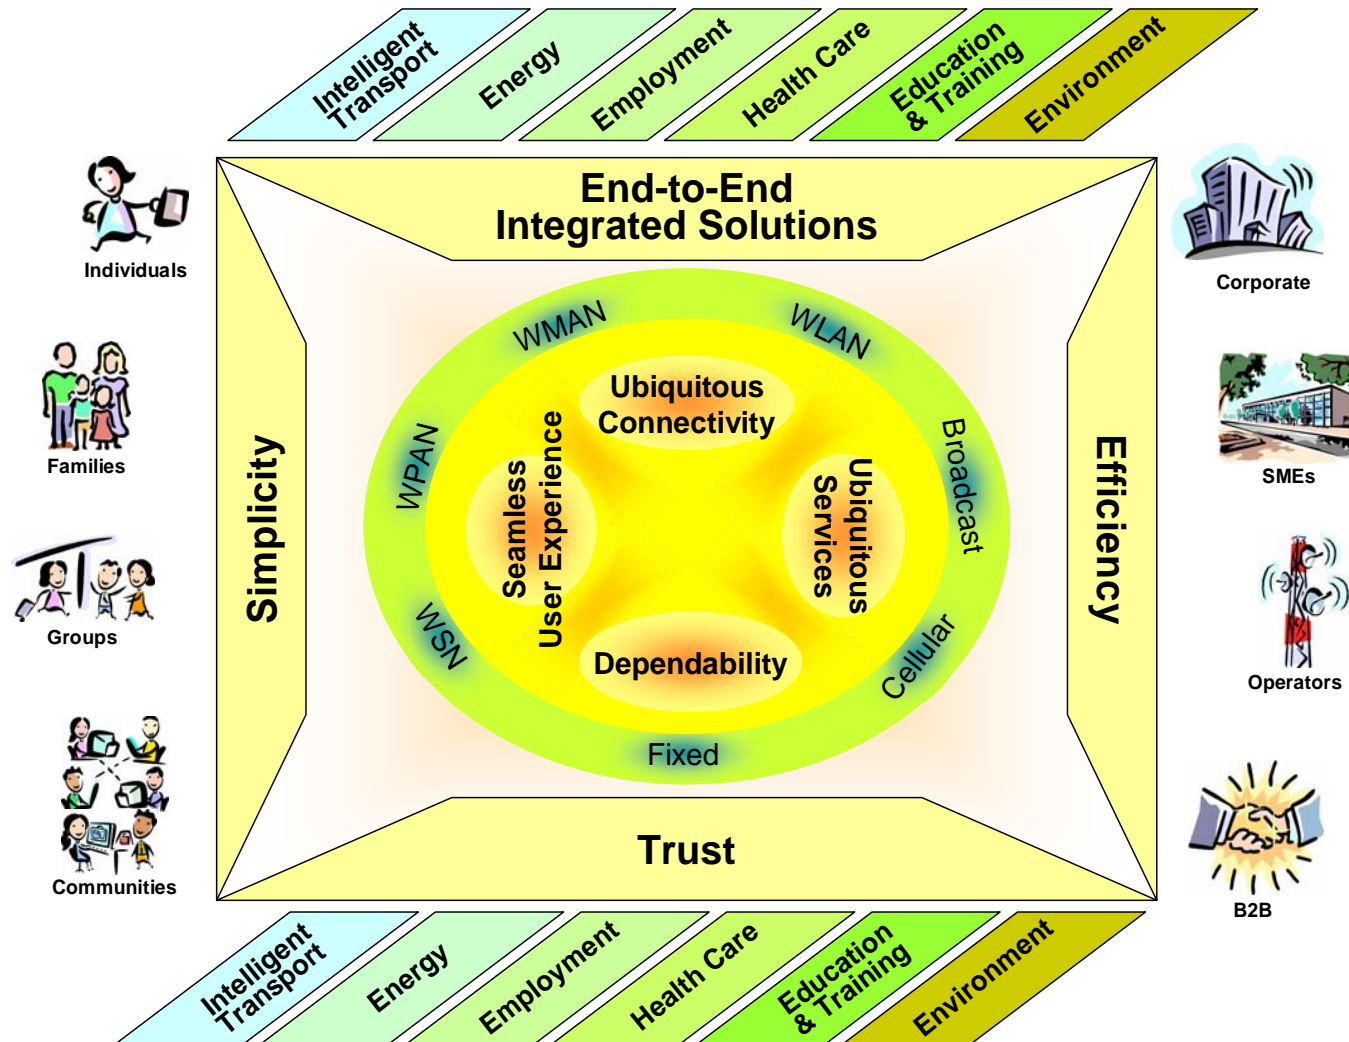 Intelligent
Transport
Energy
Employment
Health Care
Education
& Training
Environment
End-to-End
Integrated Solutions
Individuals
Corporate
Families
SMEs
Groups
Operators
Communities
B2B
Simplicity
Efficiency
WMAN
WLAN
WPAN
Broadcast
WSN
Cellular
Fixed
Ubiquitous
Connectivity
Seamless
User Experience
Ubiquitous
Services
Dependability
Trust
Intelligent
Transport
Energy
Employment
Health Care
Education
& Training
Environment